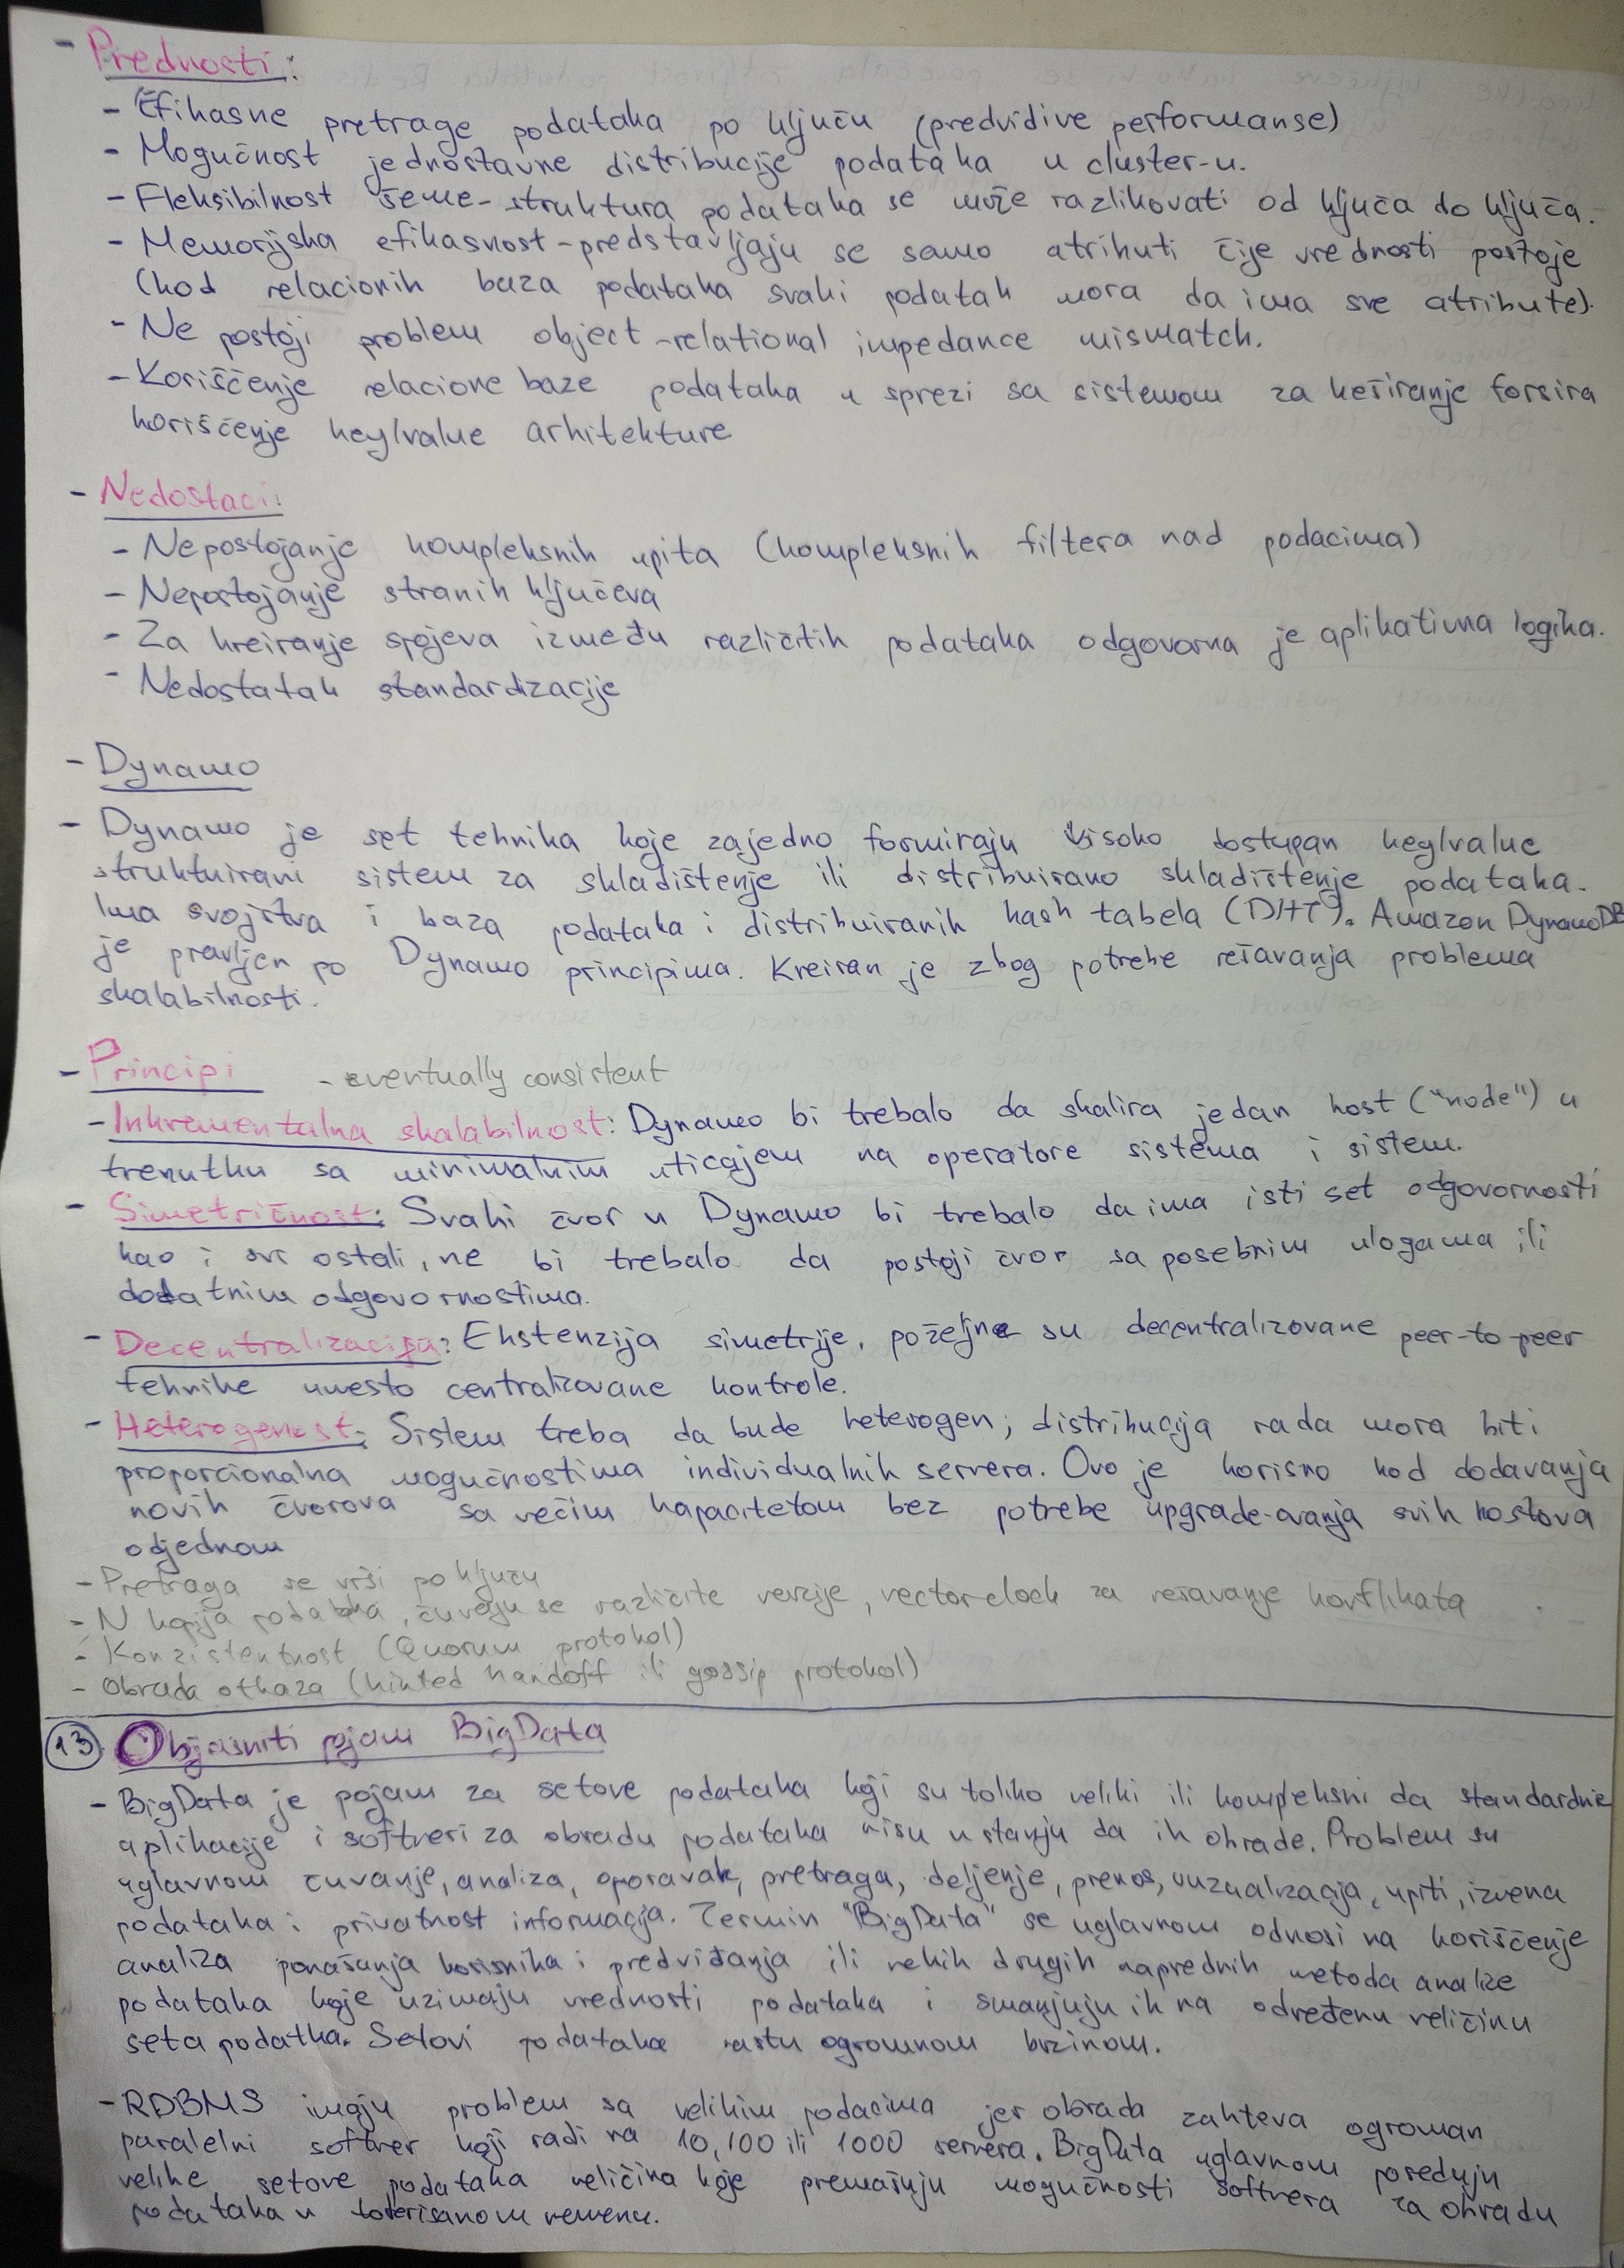 - Prednosti:
- Efikasne pretrage podataka po ključu (predvidive performanse)
- Mogućnost jednostavne distribucije podataka u cluster-u.
- Fleksibilnost šeme - struktura podataka se može razlikovati od ključa do ključa.
- Memorijska efikasnost - predstavljaju se samo atributi čije vrednosti postoje
(kod relacionih baza podataka svaki podatak mora da ima sve atribute).
- Ne postoji problem object-relational impedance mismatch.
- Korišćenje relacione baze podataka u sprezi sa sistemom za keširanje forsira
korišćenje key/value arhitekture
- Nedostaci:
- Nepostojanje kompleksnih upita (kompleksnih filtera nad podacima)
- Nepostojanje stranih ključeva
- Za kreiranje spojeva između različitih podataka odgovorna je aplikativna logika.
- Nedostatak standardizacije
- Dynamo
- Dynamo je set tehnika koje zajedno formiraju visoko dostupan key/value
strukturirani sistem za skladištenje ili distribuirano skladištenje podataka.
Ima svojstva i baza podataka i distribuiranih hash tabela (DHT). Amazon DynamoDB
je pravljen po Dynamo principima. Kreiran je zbog potrebe rešavanja problema
skalabilnosti.
- Principi - eventually consistent
- Inkrementalna skalabilnost: Dynamo bi trebalo da skalira jedan host ("node") u
trenutku sa minimalnim uticajem na operatore sistema i sistem.
- Simetričnost: Svaki čvor u Dynamo bi trebalo da ima isti set odgovornosti
kao i svi ostali, ne bi trebalo da postoji čvor sa posebnim ulogama ili
dodatnim odgovornostima.
- Decentralizacija: Ekstenzija simetrije, poželjne su decentralizovane peer-to-peer
tehnike umesto centralizovane kontrole.
- Heterogenost: Sistem treba da bude heterogen; distribucija rada mora biti
proporcionalna mogućnostima individualnih servera. Ovo je korisno kod dodavanja
novih čvorova sa većim kapacitetom bez potrebe upgrade-ovanja svih hostova
odjednom
- Pretraga se vrši po ključu
- N kopija podataka, čuvaju se različite verzije, vector clock za rešavanje konflikata
- Konzistentnost (Quorum protokol)
- Obrada otkaza (hinted handoff ili gossip protokol)
13 Objasniti pojam BigData
- BigData je pojam za setove podataka koji su toliko veliki ili kompleksni da standardne
aplikacije i softveri za obradu podataka nisu u stanju da ih obrade. Problem su
uglavnom čuvanje, analiza, oporavak, pretraga, deljenje, prenos, vizualizacija, upiti, izmena
podataka i privatnost informacija. Termin "BigData" se uglavnom odnosi na korišćenje
analiza ponašanja korisnika i predviđanja ili nekih drugih naprednih metoda analize
podataka koje uzimaju vrednosti podataka i smanjuju ih na određenu veličinu
seta podatka. Setovi podataka rastu ogromnom brzinom.
- RDBMS imaju problem sa velikim podacima jer obrada zahteva ogroman
paralelni softver koji radi na 10, 100 ili 1000 servera. BigData uglavnom poseduju
velike setove podataka veličina koje premašuju mogućnosti softvera za obradu
podataka u tolerisanom vremenu.